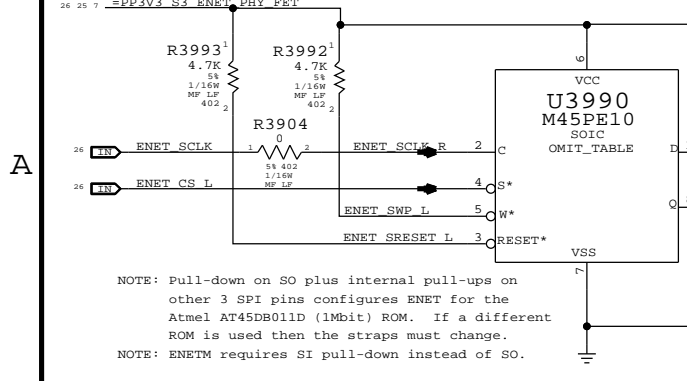 26 25 7 =PP3V3_S3_ENET_PHY_FET
R3993 1
4.7K
5%
1/16W
MF LF
402 2
R3992 1
4.7K
5%
1/16W
MF LF
402 2
6
VCC
U3990
M45PE10
SOIC
OMIT_TABLE
R3904
0
1 2
5% 402
1/16W
MF LF
26 IN ENET_SCLK
ENET_SCLK_R 2 C
D
A
26 IN ENET_CS_L
4 S*
Q
ENET_SWP_L 5 W*
ENET_SRESET_L 3 RESET*
VSS
7
NOTE: Pull-down on SO plus internal pull-ups on
other 3 SPI pins configures ENET for the
Atmel AT45DB011D (1Mbit) ROM. If a different
ROM is used then the straps must change.
NOTE: ENETM requires SI pull-down instead of SO.